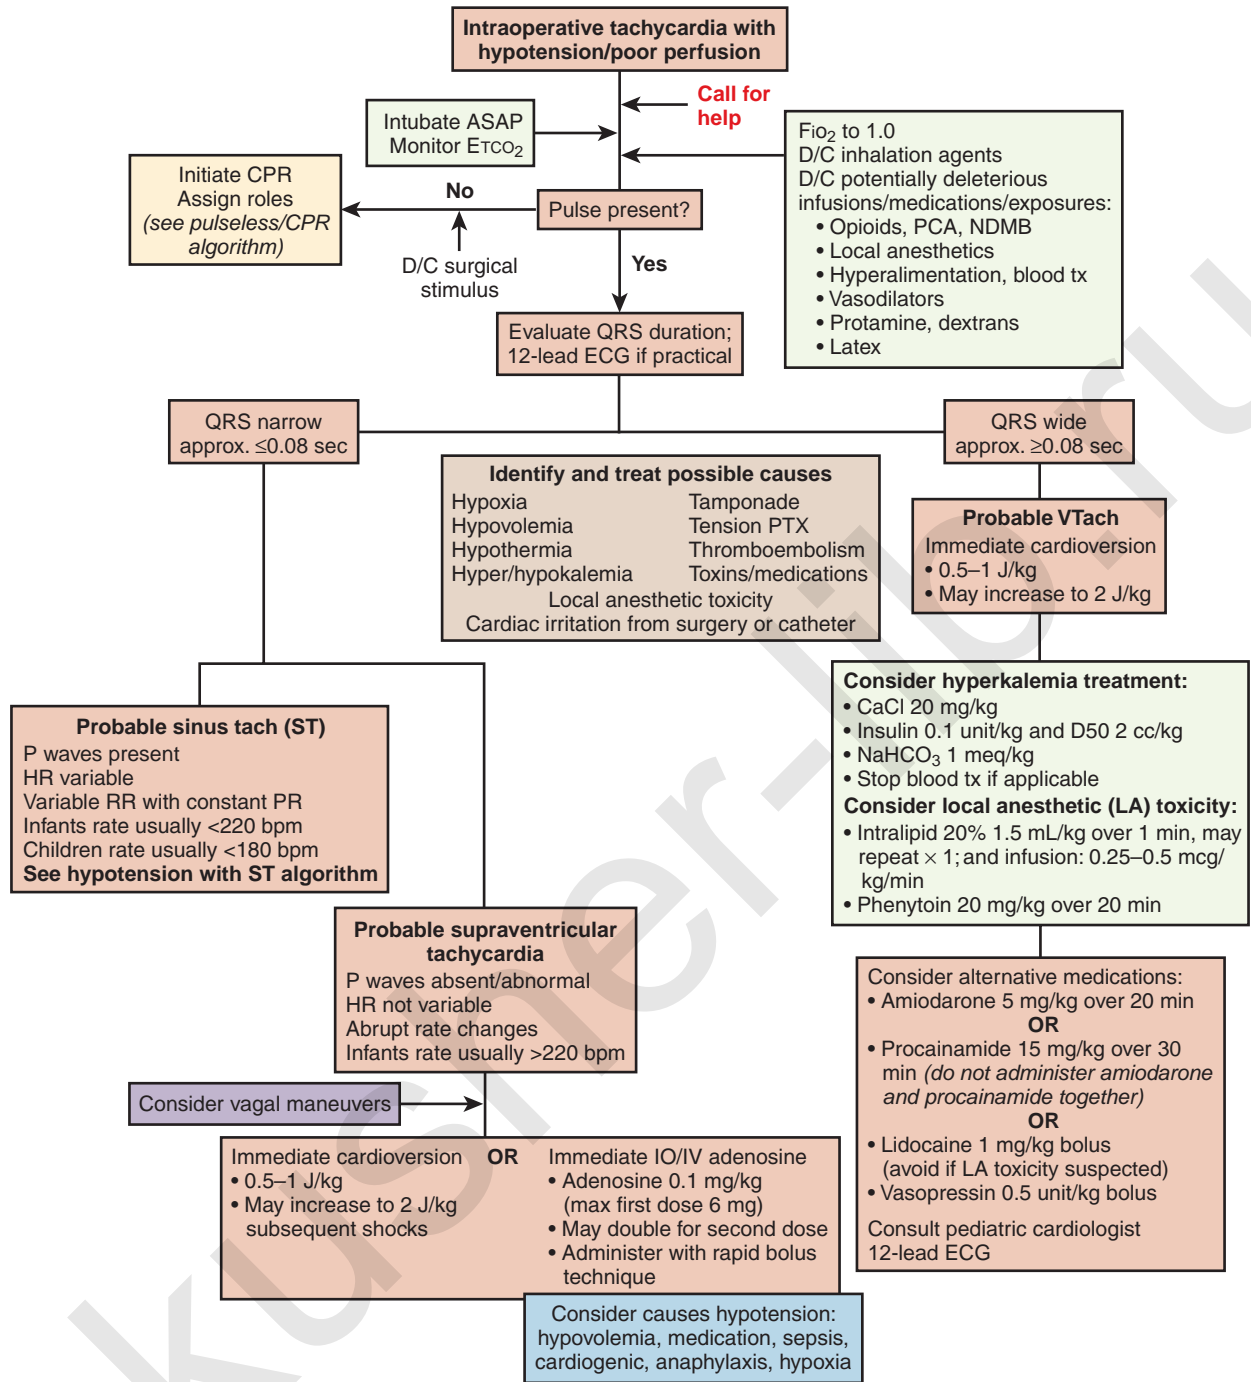 Intraoperative tachycardia with
hypotension/poor perfusion
Call for
help
Intubate ASAP
Monitor ETCO₂
FIO₂ to 1.0
D/C inhalation agents
D/C potentially deleterious
infusions/medications/exposures:
• Opioids, PCA, NDMB
• Local anesthetics
• Hyperalimentation, blood tx
• Vasodilators
• Protamine, dextrans
• Latex
Initiate CPR
Assign roles
(see pulseless/CPR
algorithm)
No
Pulse present?
D/C surgical
stimulus
Yes
Evaluate QRS duration;
12-lead ECG if practical
QRS narrow
approx. ≤0.08 sec
QRS wide
approx. ≥0.08 sec
Identify and treat possible causes
Hypoxia Tamponade
Hypovolemia Tension PTX
Hypothermia Thromboembolism
Hyper/hypokalemia Toxins/medications
Local anesthetic toxicity
Cardiac irritation from surgery or catheter
Probable VTach
Immediate cardioversion
• 0.5–1 J/kg
• May increase to 2 J/kg
Probable sinus tach (ST)
P waves present
HR variable
Variable RR with constant PR
Infants rate usually <220 bpm
Children rate usually <180 bpm
See hypotension with ST algorithm
Consider hyperkalemia treatment:
• CaCl 20 mg/kg
• Insulin 0.1 unit/kg and D50 2 cc/kg
• NaHCO₃ 1 meq/kg
• Stop blood tx if applicable
Consider local anesthetic (LA) toxicity:
• Intralipid 20% 1.5 mL/kg over 1 min, may
repeat × 1; and infusion: 0.25–0.5 mcg/
kg/min
• Phenytoin 20 mg/kg over 20 min
Probable supraventricular
tachycardia
P waves absent/abnormal
HR not variable
Abrupt rate changes
Infants rate usually >220 bpm
Consider vagal maneuvers
Immediate cardioversion
• 0.5–1 J/kg
• May increase to 2 J/kg
subsequent shocks
OR
Immediate IO/IV adenosine
• Adenosine 0.1 mg/kg
(max first dose 6 mg)
• May double for second dose
• Administer with rapid bolus
technique
Consider alternative medications:
• Amiodarone 5 mg/kg over 20 min
OR
• Procainamide 15 mg/kg over 30
min (do not administer amiodarone
and procainamide together)
OR
• Lidocaine 1 mg/kg bolus
(avoid if LA toxicity suspected)
• Vasopressin 0.5 unit/kg bolus
Consult pediatric cardiologist
12-lead ECG
Consider causes hypotension:
hypovolemia, medication, sepsis,
cardiogenic, anaphylaxis, hypoxia
kusher-lib.ru